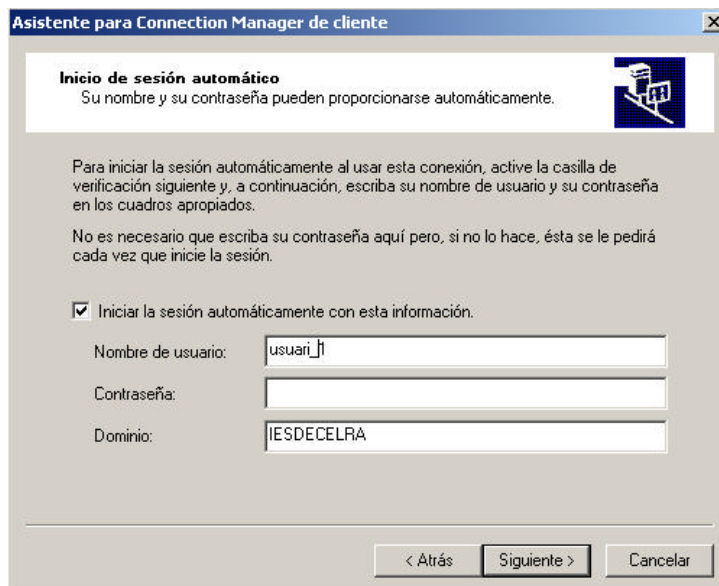 Asistente para Connection Manager de cliente
Inicio de sesión automático
Su nombre y su contraseña pueden proporcionarse automáticamente.
Para iniciar la sesión automáticamente al usar esta conexión, active la casilla de
verificación siguiente y, a continuación, escriba su nombre de usuario y su contraseña
en los cuadros apropiados.
No es necesario que escriba su contraseña aquí pero, si no lo hace, ésta se le pedirá
cada vez que inicie la sesión.
Iniciar la sesión automáticamente con esta información.
Nombre de usuario: usuari_1
Contraseña:
Dominio: IESDECELRA
< Atrás Siguiente > Cancelar